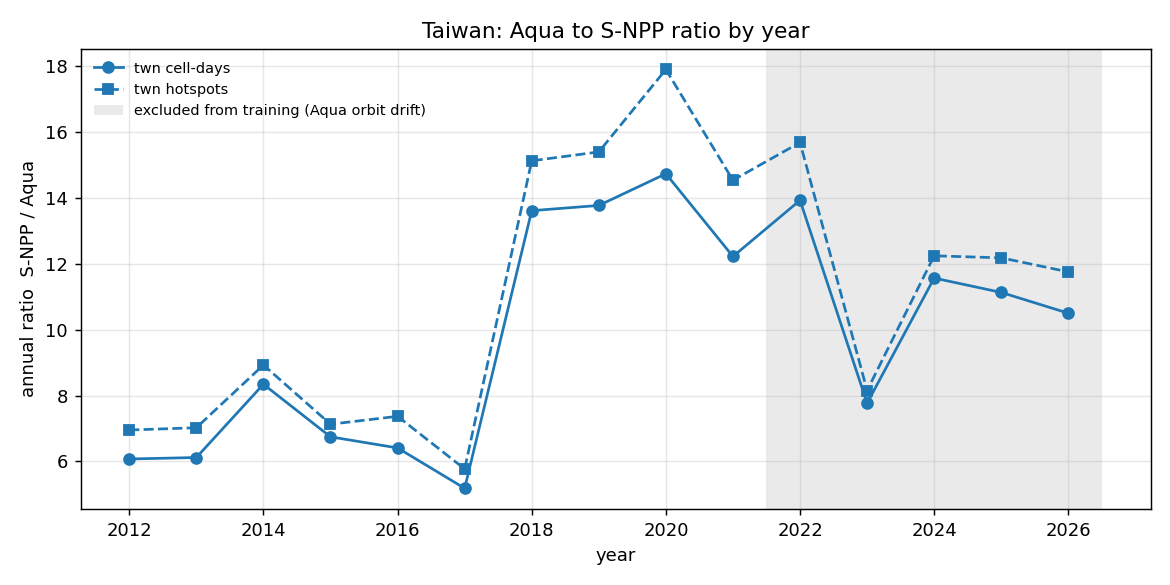 Taiwan: Aqua to S-NPP ratio by year
twn cell-days
twn hotspots
excluded from training (Aqua orbit drift)
annual ratio  S-NPP / Aqua
18
16
14
12
10
8
6
2012 2014 2016 2018 2020 2022 2024 2026
year